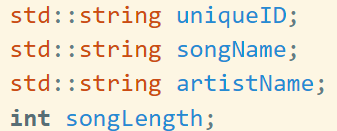 std::string uniqueID;
std::string songName;
std::string artistName;
int songLength;